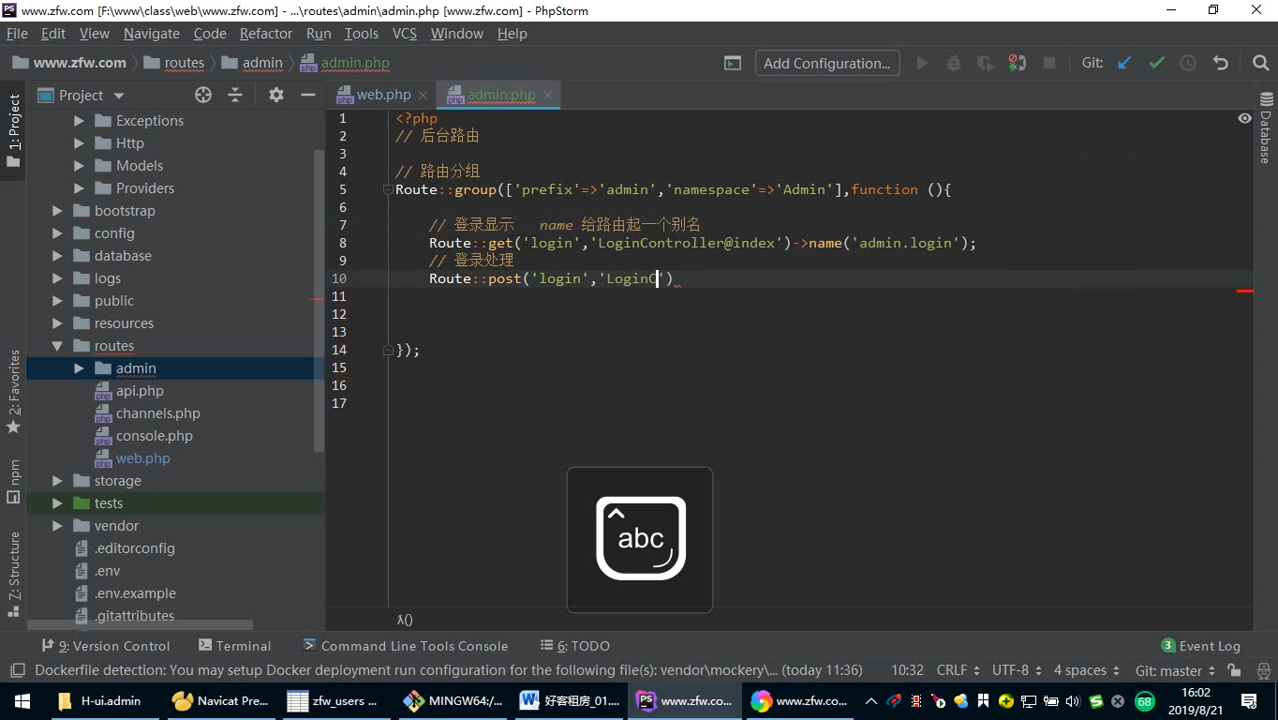 www.zfw.com [F:\www\class\web\www.zfw.com] - ...\routes\admin\admin.php [www.zfw.com] - PhpStorm
File Edit View Navigate Code Refactor Run Tools VCS Window Help
www.zfw.com routes admin admin.php Add Configuration... Git:
Project web.php admin.php
1: Project
2: Favorites
npm
Z: Structure
Database
Exceptions
Http
Models
Providers
bootstrap
config
database
logs
public
resources
routes
admin
api.php
channels.php
console.php
web.php
storage
tests
vendor
.editorconfig
.env
.env.example
.gitattributes
1 <?php
2 // 后台路由
3
4 // 路由分组
5 Route::group(['prefix'=>'admin','namespace'=>'Admin'],function (){
6
7 // 登录显示 name 给路由起一个别名
8 Route::get('login','LoginController@index')->name('admin.login');
9 // 登录处理
10 Route::post('login','LoginC')
11
12
13
14 });
15
16
17
abc
λ()
9: Version Control Terminal Command Line Tools Console 6: TODO 3 Event Log
Dockerfile detection: You may setup Docker deployment run configuration for the following file(s): vendor\mockery\... (today 11:36) 10:32 CRLF UTF-8 4 spaces Git: master
H-ui.admin Navicat Pre... zfw_users ... MINGW64:/... 好客租房_01.... www.zfw.co... www.zfw.co... 68 16:02
2019/8/21